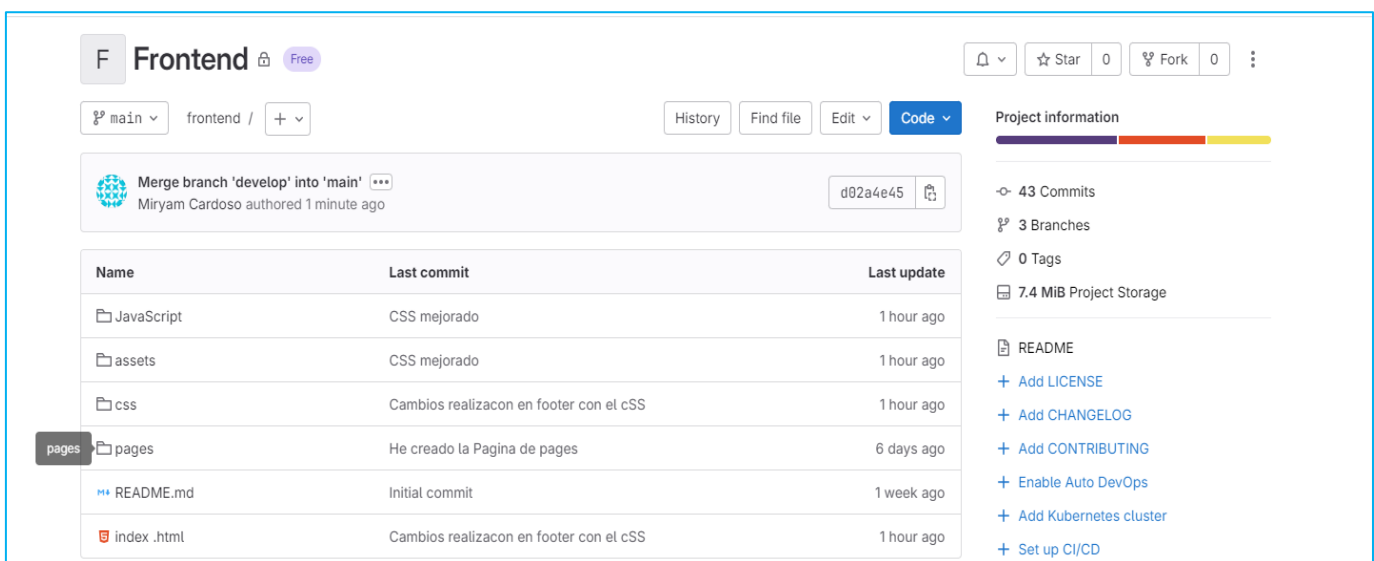 F Frontend Free
Star 0 Fork 0
main frontend / +
History Find file Edit Code
Merge branch 'develop' into 'main' •••
Miryam Cardoso authored 1 minute ago
d02a4e45
Name Last commit Last update
JavaScript CSS mejorado 1 hour ago
assets CSS mejorado 1 hour ago
css Cambios realizacon en footer con el cSS 1 hour ago
pages pages He creado la Pagina de pages 6 days ago
M↓ README.md Initial commit 1 week ago
5 index .html Cambios realizacon en footer con el cSS 1 hour ago
Project information
43 Commits
3 Branches
0 Tags
7.4 MiB Project Storage
README
+ Add LICENSE
+ Add CHANGELOG
+ Add CONTRIBUTING
+ Enable Auto DevOps
+ Add Kubernetes cluster
+ Set up CI/CD